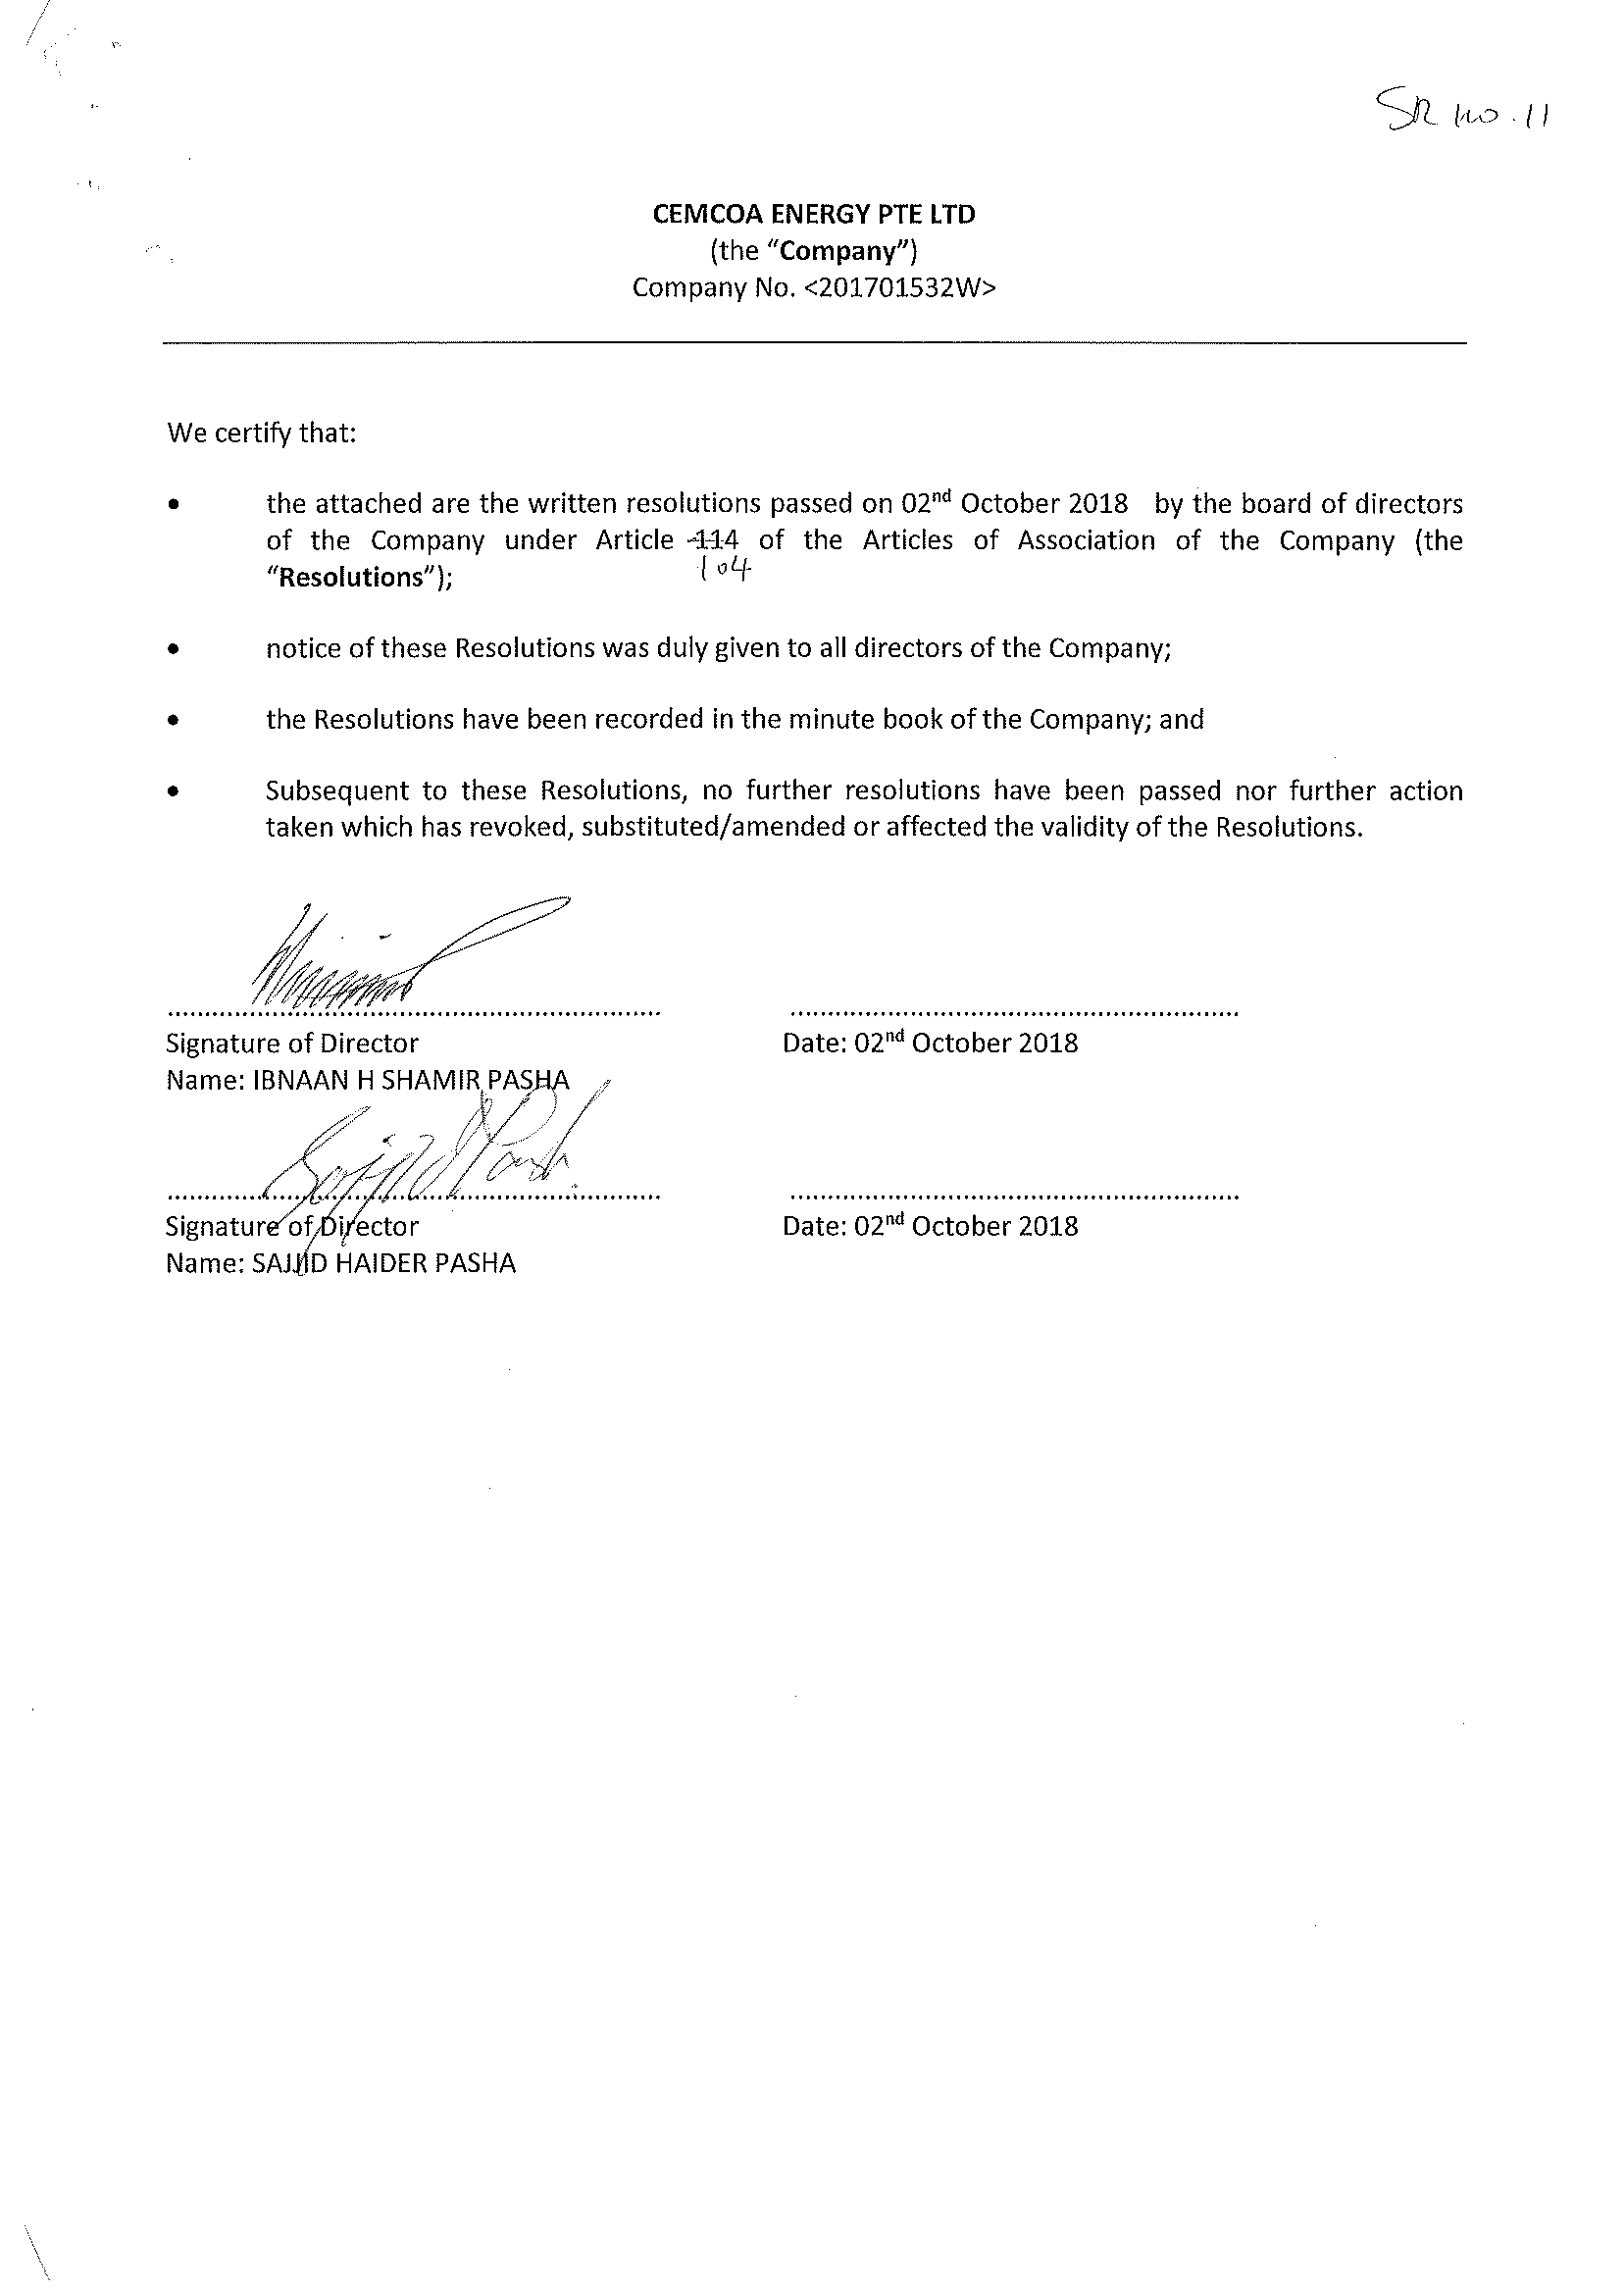 SR no. 11
CEMCOA ENERGY PTE LTD
(the “Company”)
Company No. <201701532W>
We certify that:
• the attached are the written resolutions passed on 02nd October 2018 by the board of directors
of the Company under Article 114 of the Articles of Association of the Company (the
104
“Resolutions”);
• notice of these Resolutions was duly given to all directors of the Company;
• the Resolutions have been recorded in the minute book of the Company; and
• Subsequent to these Resolutions, no further resolutions have been passed nor further action
taken which has revoked, substituted/amended or affected the validity of the Resolutions.
Signature of Director Date: 02nd October 2018
Name: IBNAAN H SHAMIR PASHA
Sajjid H Pasha
Signature of Director Date: 02nd October 2018
Name: SAJJID HAIDER PASHA